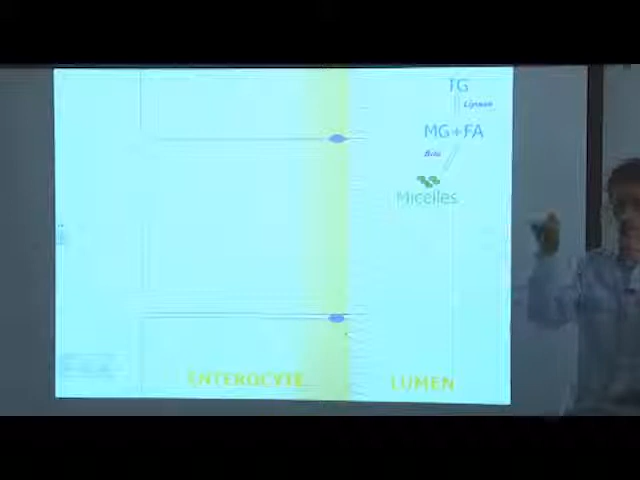 TG
Lipase
MG+FA
Bile
Micelles
ENTEROCYTE
LUMEN